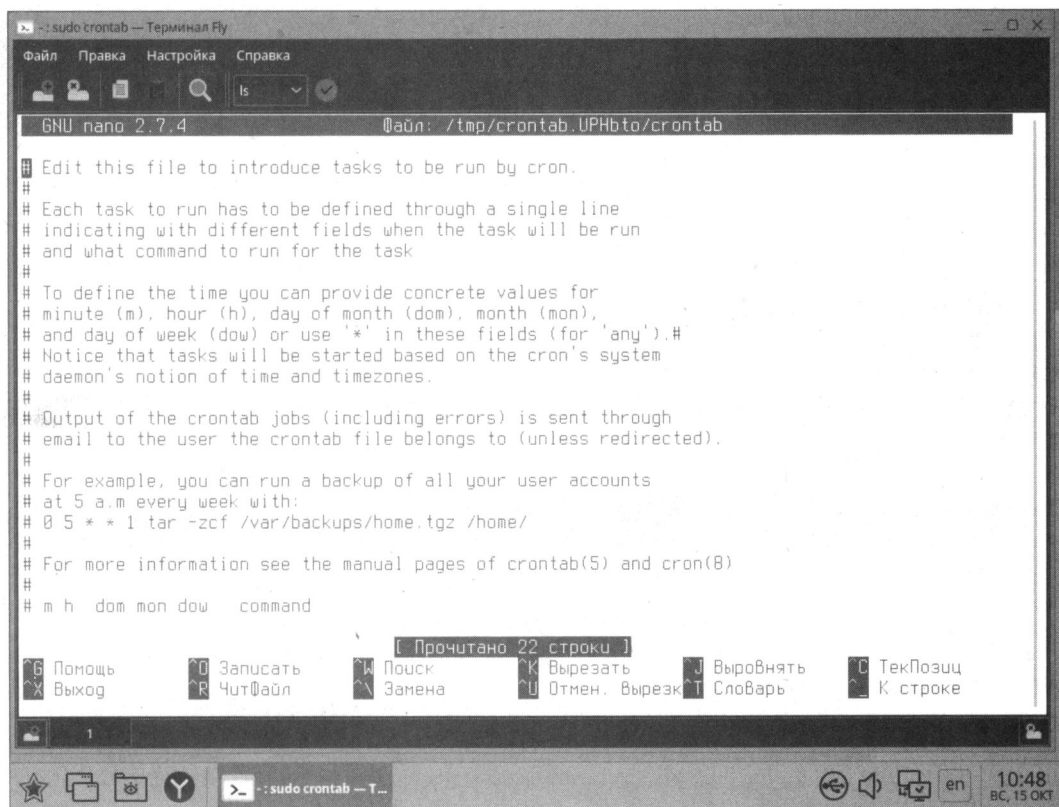 - : sudo crontab — Терминал Fly
Файл Правка Настройка Справка
ls
GNU nano 2.7.4 Файл: /tmp/crontab.UPHbto/crontab
# Edit this file to introduce tasks to be run by cron.
#
# Each task to run has to be defined through a single line
# indicating with different fields when the task will be run
# and what command to run for the task
#
# To define the time you can provide concrete values for
# minute (m), hour (h), day of month (dom), month (mon),
# and day of week (dow) or use '*' in these fields (for 'any').#
# Notice that tasks will be started based on the cron's system
# daemon's notion of time and timezones.
#
# Output of the crontab jobs (including errors) is sent through
# email to the user the crontab file belongs to (unless redirected).
#
# For example, you can run a backup of all your user accounts
# at 5 a.m every week with:
# 0 5 * * 1 tar -zcf /var/backups/home.tgz /home/
#
# For more information see the manual pages of crontab(5) and cron(8)
#
# m h  dom mon dow   command
[ Прочитано 22 строки ]
^G Помощь ^O Записать ^W Поиск ^K Вырезать ^J Выровнять ^C ТекПозиц
^X Выход ^R ЧитФайл ^\ Замена ^U Отмен. Вырезк ^T Словарь ^_ К строке
1
- : sudo crontab — Т... en 10:48
ВС, 15 ОКТ